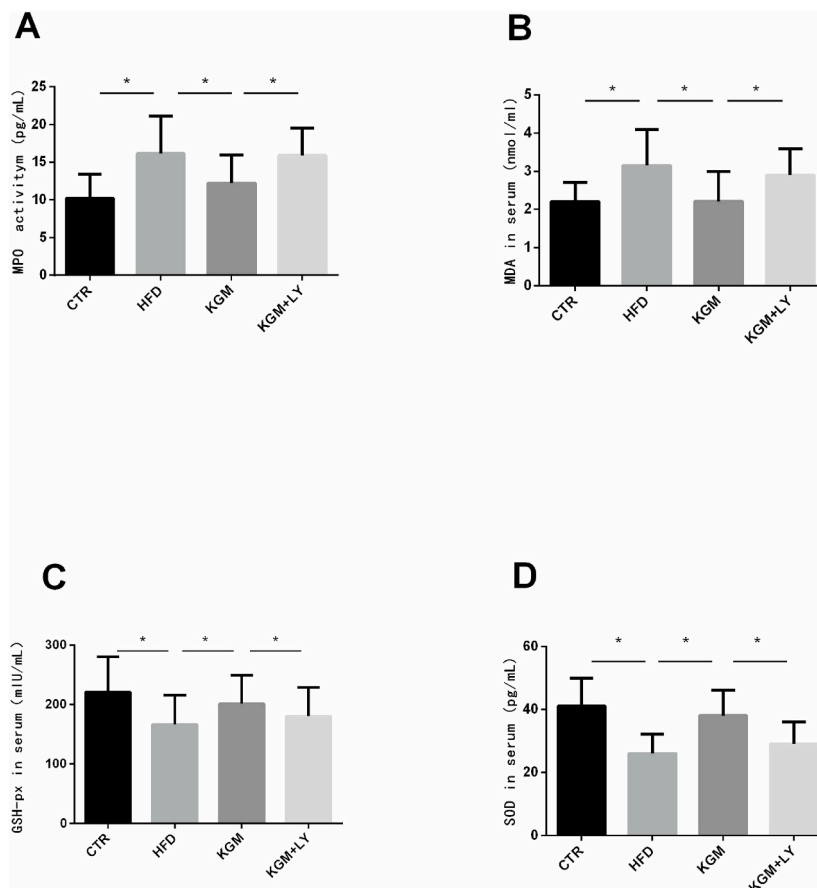 A
MPO activitym (pg/mL)
25
20
15
10
5
0
* * *
CTR HFD KGM KGM+LY
B
MDA in serum (nmol/ml)
5
4
3
2
1
0
* * *
CTR HFD KGM KGM+LY
C
GSH-px in serum (mIU/mL)
300
200
100
0
* * *
CTR HFD KGM KGM+LY
D
SOD in serum (pg/mL)
60
40
20
0
* * *
CTR HFD KGM KGM+LY